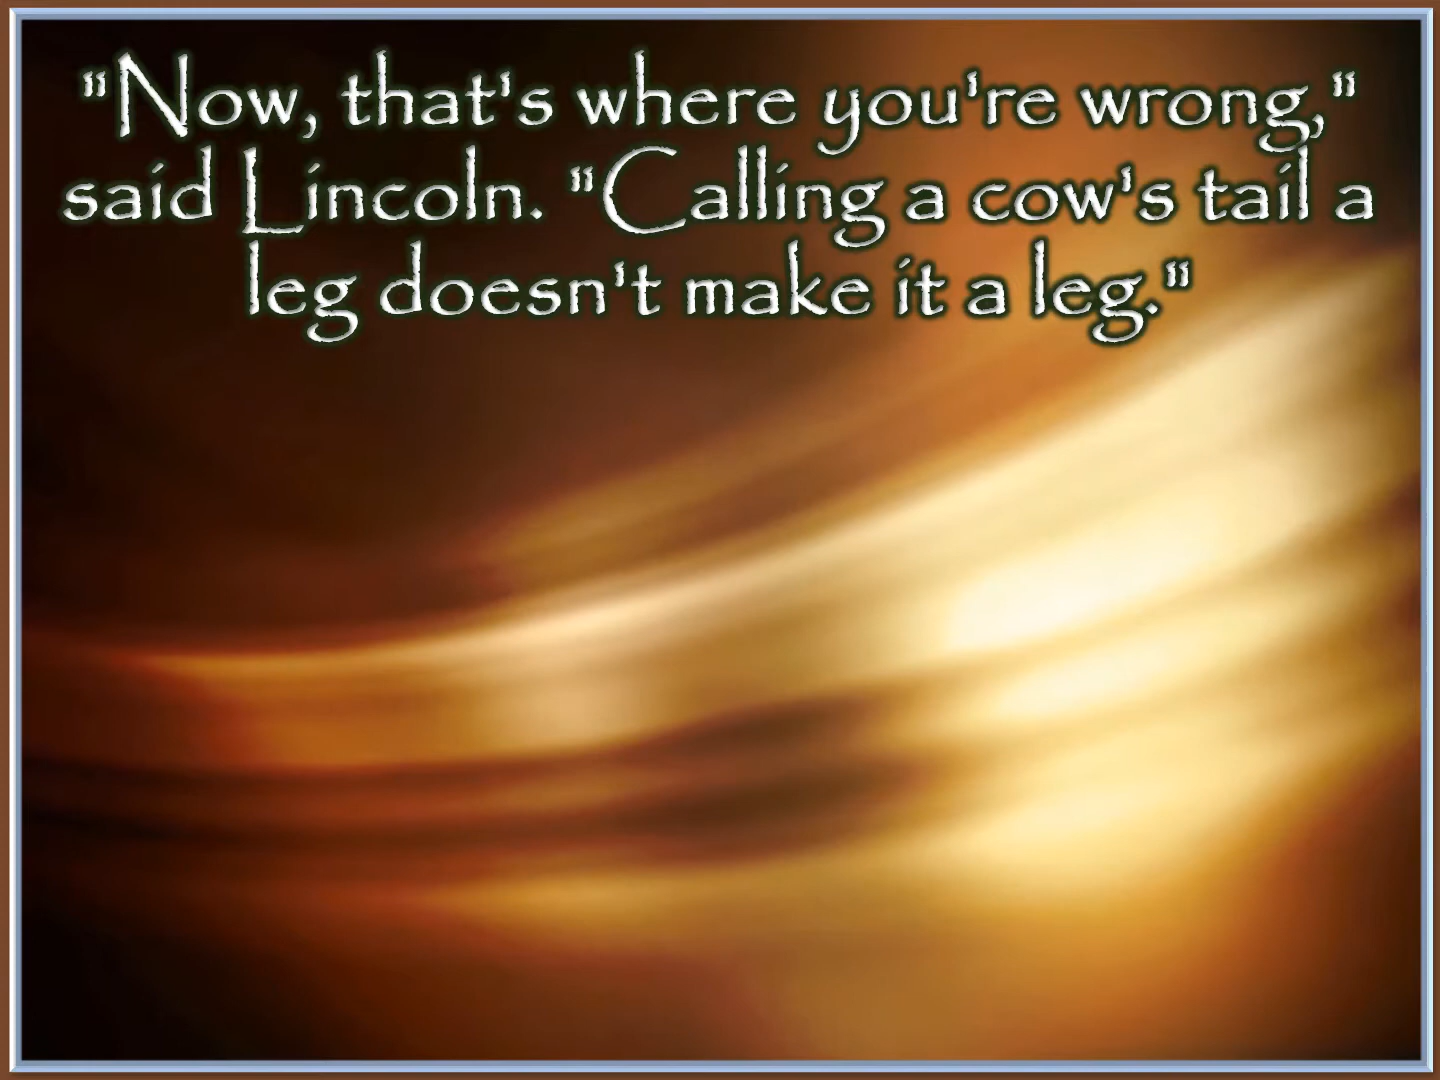 "Now, that's where you're wrong,"
said Lincoln. "Calling a cow's tail a
leg doesn't make it a leg."